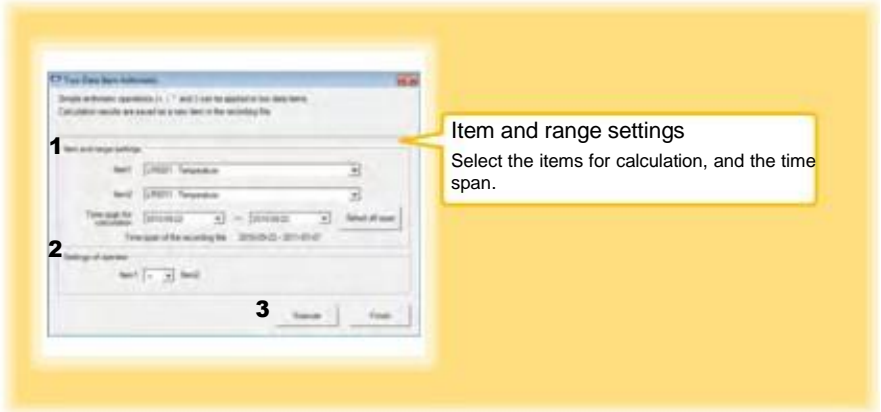 Two Data Item Arithmetic
Simple arithmetic operations (+, -, * and /) can be applied to two data items.
Calculation results are saved as a new item in the recording file.
1
Item and range settings
Item1 Temperature
Item2 Temperature
Time span for
calculation Select all span
Time span of the recording file
2
Settings of operator
Item1 Item2
3 Execute Finish
Item and range settings
Select the items for calculation, and the time
span.